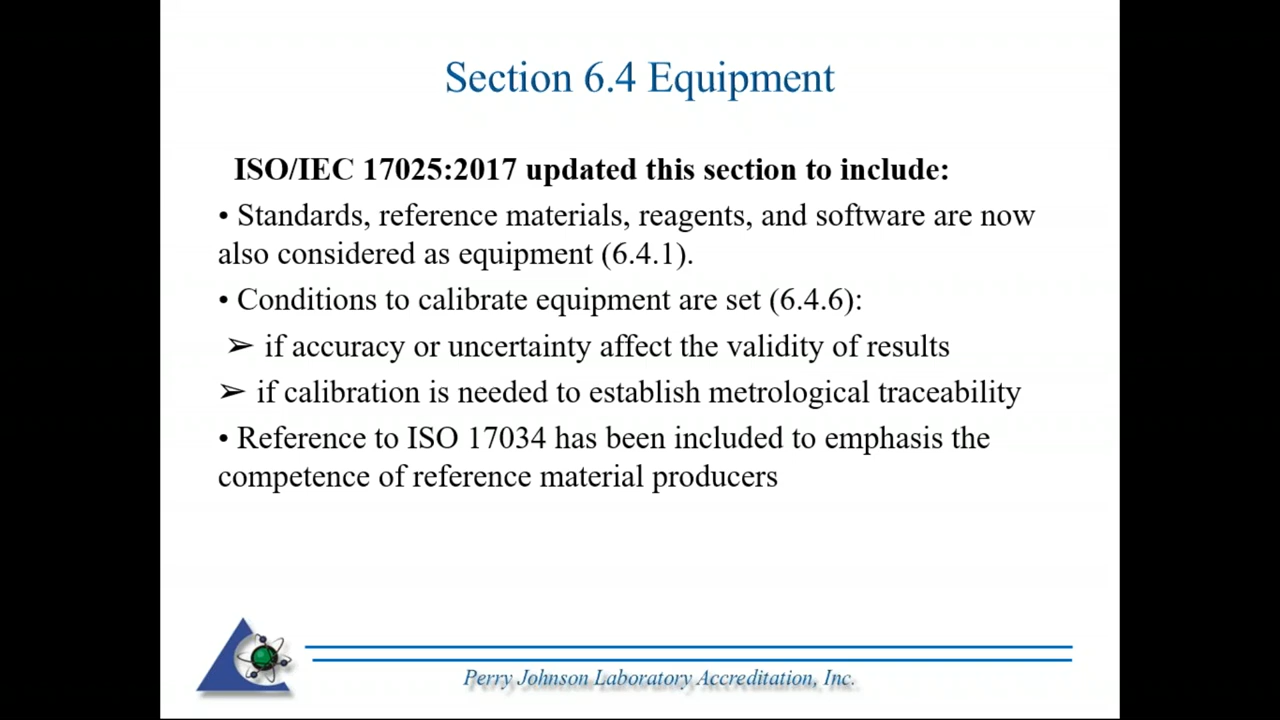 Section 6.4 Equipment
ISO/IEC 17025:2017 updated this section to include:
• Standards, reference materials, reagents, and software are now
also considered as equipment (6.4.1).
• Conditions to calibrate equipment are set (6.4.6):
➢ if accuracy or uncertainty affect the validity of results
➢ if calibration is needed to establish metrological traceability
• Reference to ISO 17034 has been included to emphasis the
competence of reference material producers
Perry Johnson Laboratory Accreditation, Inc.